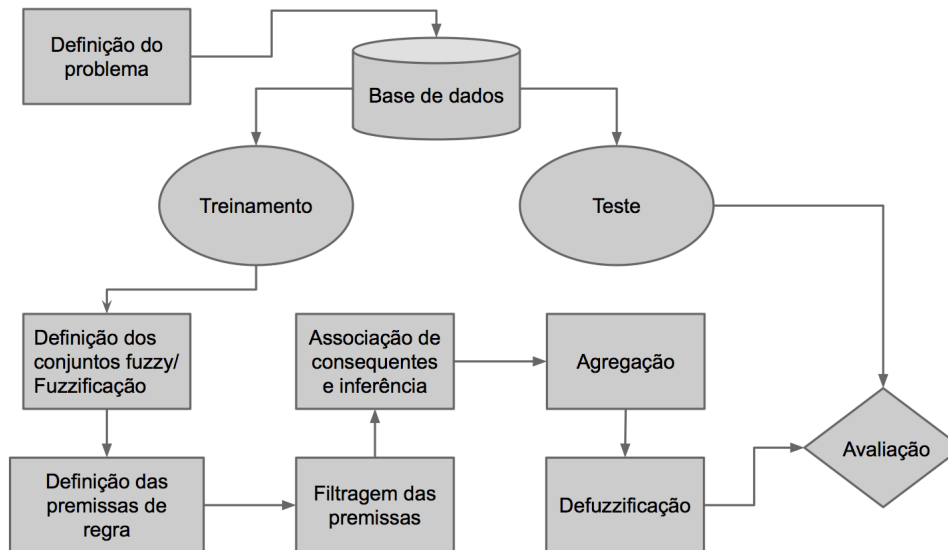 Definição do
problema
Base de dados
Treinamento
Teste
Definição dos
conjuntos fuzzy/
Fuzzificação
Associação de
consequentes
e inferência
Agregação
Avaliação
Definição das
premissas de
regra
Filtragem das
premissas
Defuzzificação